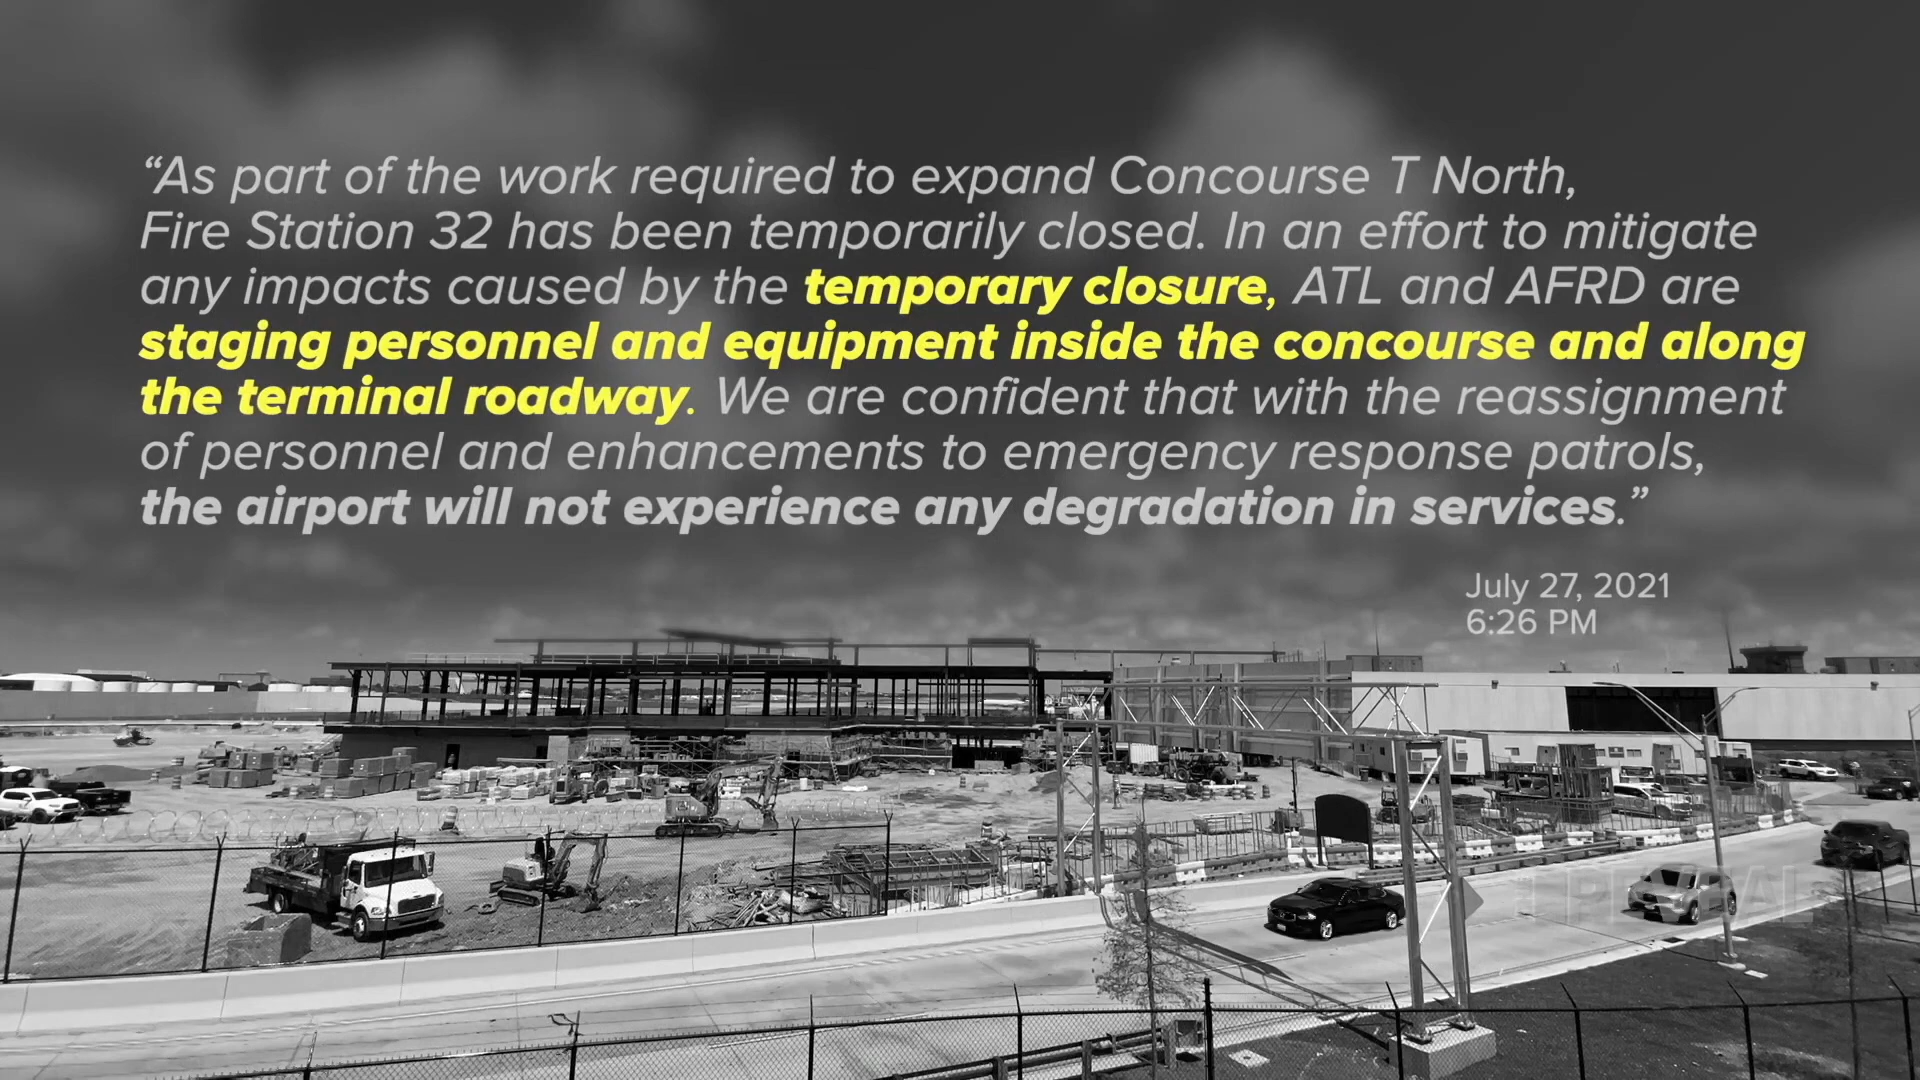 “As part of the work required to expand Concourse T North,
Fire Station 32 has been temporarily closed. In an effort to mitigate
any impacts caused by the temporary closure, ATL and AFRD are
staging personnel and equipment inside the concourse and along
the terminal roadway. We are confident that with the reassignment
of personnel and enhancements to emergency response patrols,
the airport will not experience any degradation in services.”
July 27, 2021
6:26 PM